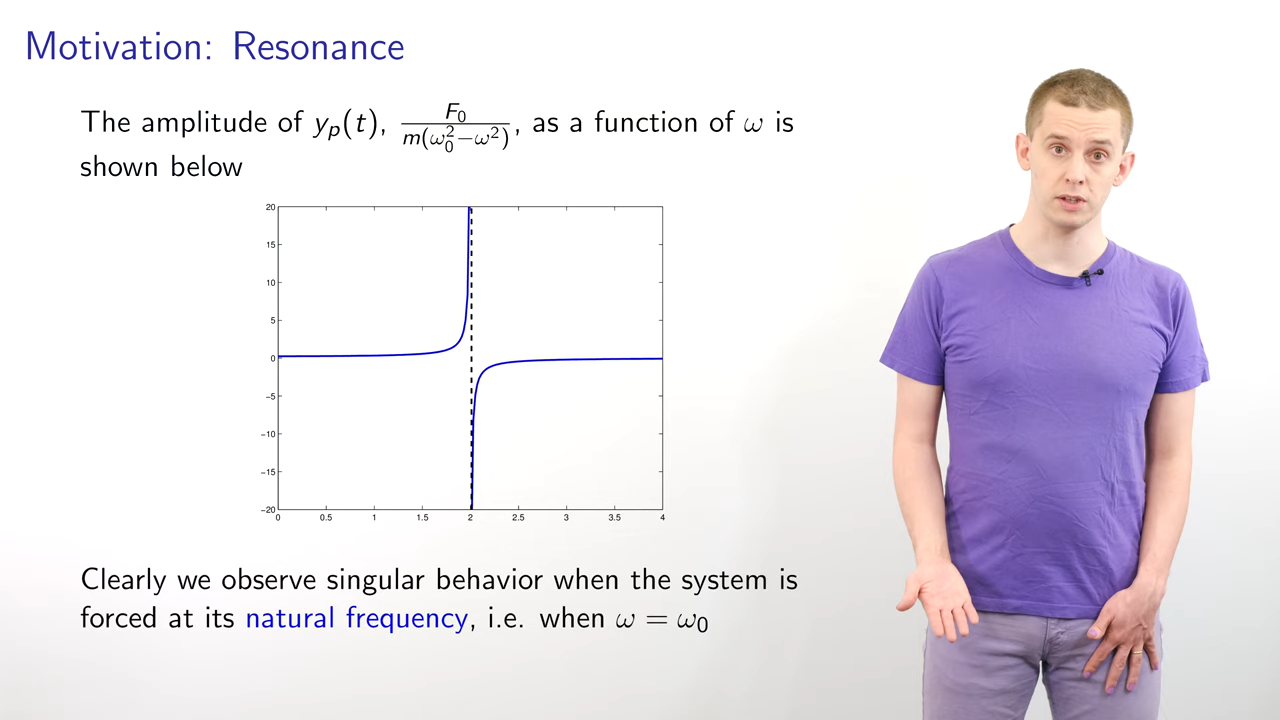 Motivation: Resonance
The amplitude of y_p(t), \frac{F_0}{m(ω_0^2−ω^2)}, as a function of ω is
shown below
20
15
10
5
0
−5
−10
−15
−20
0 0.5 1 1.5 2 2.5 3 3.5 4
Clearly we observe singular behavior when the system is
forced at its natural frequency, i.e. when ω = ω_0